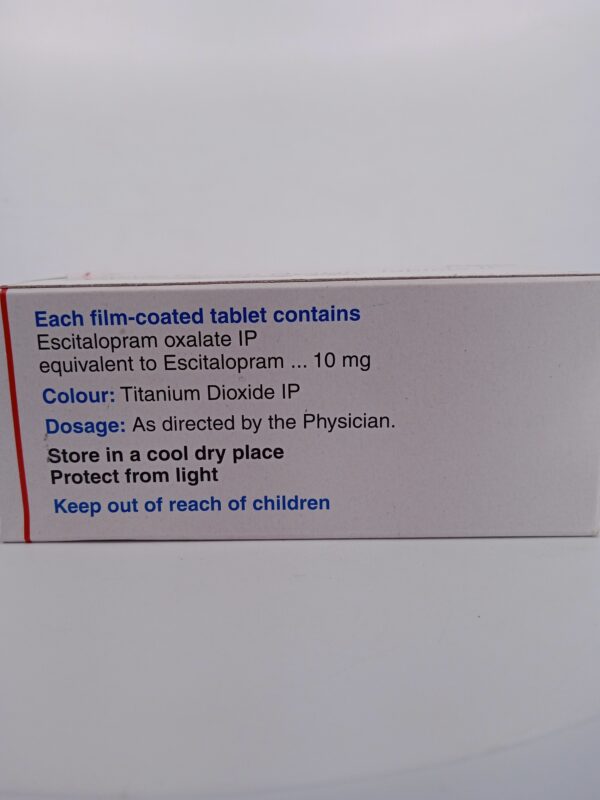 Each film-coated tablet contains
Escitalopram oxalate IP
equivalent to Escitalopram ... 10 mg
Colour: Titanium Dioxide IP
Dosage: As directed by the Physician.
Store in a cool dry place
Protect from light
Keep out of reach of children